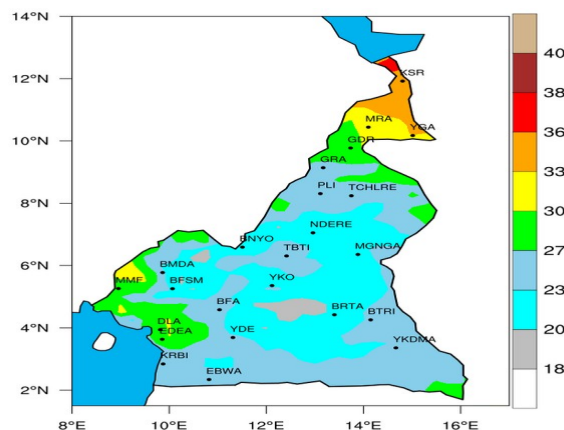 14°N
12°N
10°N
8°N
6°N
4°N
2°N
8°E
10°E
12°E
14°E
16°E
KSR
MRA
YGA
GDR
GRA
PLI
TCHLRE
NDERE
BNYO
TBTI
MGNGA
BMDA
MMF
BFSM
YKO
BFA
BRTA
BTRI
DLA
EDEA
YDE
YKDMA
KRBI
EBWA
40
38
36
33
30
27
23
20
18